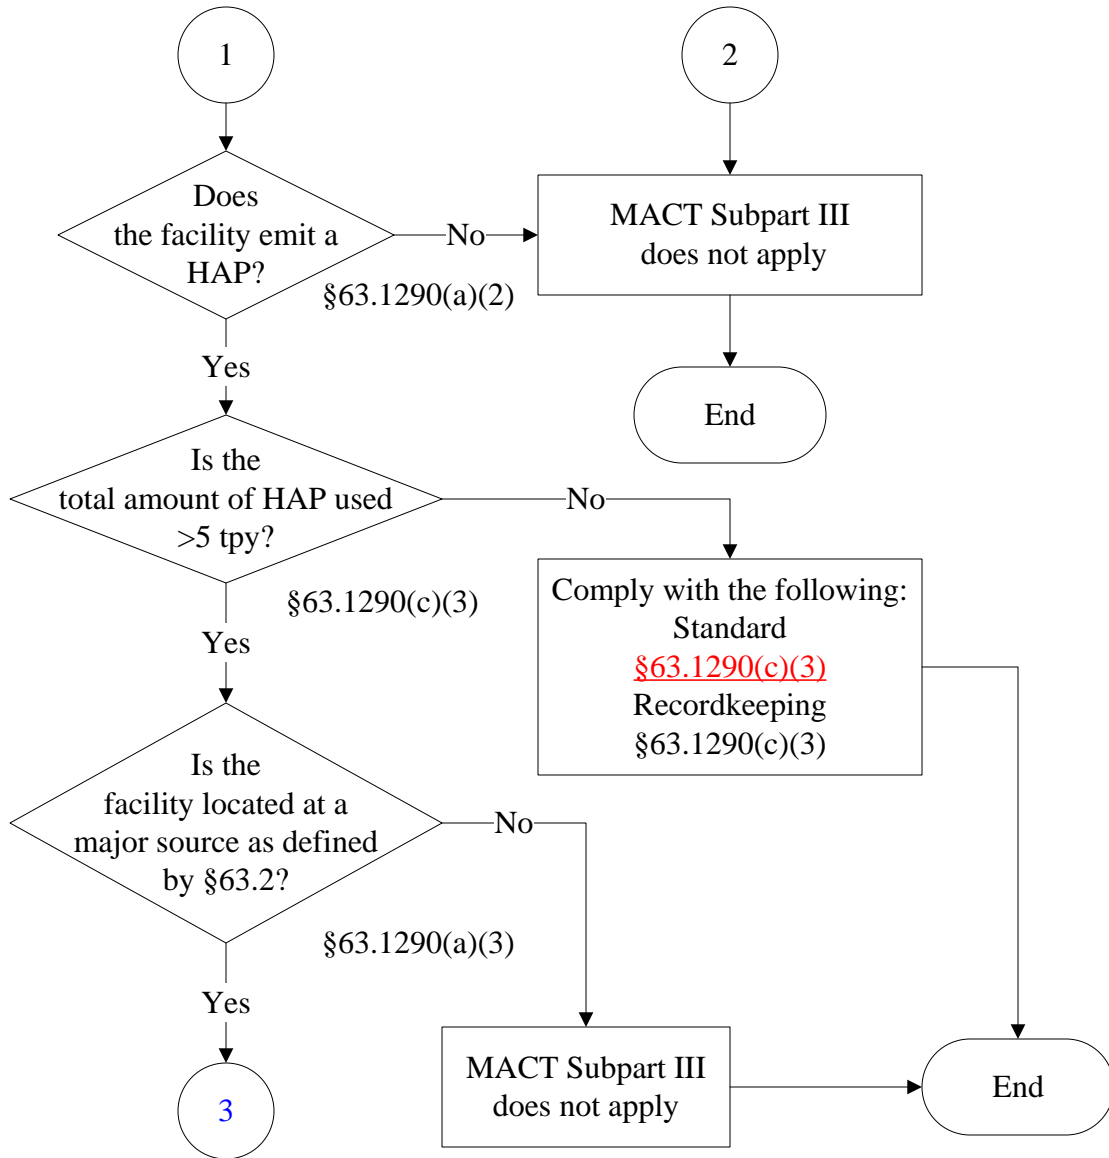 1
2
Does
the facility emit a
HAP?
No
MACT Subpart III
does not apply
§63.1290(a)(2)
Yes
End
Is the
total amount of HAP used
>5 tpy?
No
§63.1290(c)(3)
Comply with the following:
Standard
§63.1290(c)(3)
Recordkeeping
§63.1290(c)(3)
Yes
Is the
facility located at a
major source as defined
by §63.2?
No
§63.1290(a)(3)
Yes
MACT Subpart III
does not apply
End
3